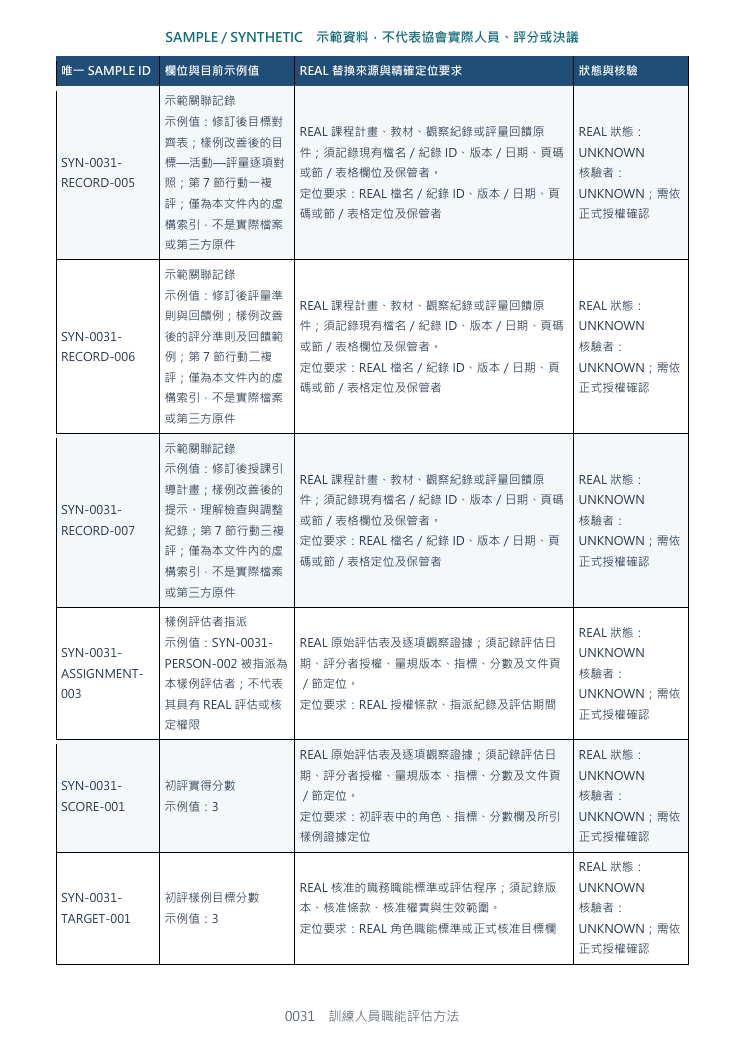 SAMPLE / SYNTHETIC　示範資料，不代表協會實際人員、評分或決議
唯一 SAMPLE ID
欄位與目前示例值
REAL 替換來源與精確定位要求
狀態與核驗
SYN-0031-
RECORD-005
示範關聯記錄
示例值：修訂後目標對
齊表；樣例改善後的目
標—活動—評量逐項對
照；第 7 節行動一複
評；僅為本文件內的虛
構索引，不是實際檔案
或第三方原件
REAL 課程計畫、教材、觀察紀錄或評量回饋原
件；須記錄現有檔名 / 紀錄 ID、版本 / 日期、頁碼
或節 / 表格欄位及保管者。
定位要求：REAL 檔名 / 紀錄 ID、版本 / 日期、頁
碼或節 / 表格定位及保管者
REAL 狀態：
UNKNOWN
核驗者：
UNKNOWN；需依
正式授權確認
SYN-0031-
RECORD-006
示範關聯記錄
示例值：修訂後評量準
則與回饋例；樣例改善
後的評分準則及回饋範
例；第 7 節行動二複
評；僅為本文件內的虛
構索引，不是實際檔案
或第三方原件
REAL 課程計畫、教材、觀察紀錄或評量回饋原
件；須記錄現有檔名 / 紀錄 ID、版本 / 日期、頁碼
或節 / 表格欄位及保管者。
定位要求：REAL 檔名 / 紀錄 ID、版本 / 日期、頁
碼或節 / 表格定位及保管者
REAL 狀態：
UNKNOWN
核驗者：
UNKNOWN；需依
正式授權確認
SYN-0031-
RECORD-007
示範關聯記錄
示例值：修訂後授課引
導計畫；樣例改善後的
提示、理解檢查與調整
紀錄；第 7 節行動三複
評；僅為本文件內的虛
構索引，不是實際檔案
或第三方原件
REAL 課程計畫、教材、觀察紀錄或評量回饋原
件；須記錄現有檔名 / 紀錄 ID、版本 / 日期、頁碼
或節 / 表格欄位及保管者。
定位要求：REAL 檔名 / 紀錄 ID、版本 / 日期、頁
碼或節 / 表格定位及保管者
REAL 狀態：
UNKNOWN
核驗者：
UNKNOWN；需依
正式授權確認
SYN-0031-
ASSIGNMENT-
003
樣例評估者指派
示例值：SYN-0031-
PERSON-002 被指派為
本樣例評估者；不代表
其具有 REAL 評估或核
定權限
REAL 原始評估表及逐項觀察證據；須記錄評估日
期、評分者授權、量規版本、指標、分數及文件頁
/ 節定位。
定位要求：REAL 授權條款、指派紀錄及評估期間
REAL 狀態：
UNKNOWN
核驗者：
UNKNOWN；需依
正式授權確認
SYN-0031-
SCORE-001
初評實得分數
示例值：3
REAL 原始評估表及逐項觀察證據；須記錄評估日
期、評分者授權、量規版本、指標、分數及文件頁
/ 節定位。
定位要求：初評表中的角色、指標、分數欄及所引
樣例證據定位
REAL 狀態：
UNKNOWN
核驗者：
UNKNOWN；需依
正式授權確認
SYN-0031-
TARGET-001
初評樣例目標分數
示例值：3
REAL 核准的職務職能標準或評估程序；須記錄版
本、核准條款、核准權責與生效範圍。
定位要求：REAL 角色職能標準或正式核准目標欄
REAL 狀態：
UNKNOWN
核驗者：
UNKNOWN；需依
正式授權確認
0031　訓練人員職能評估方法